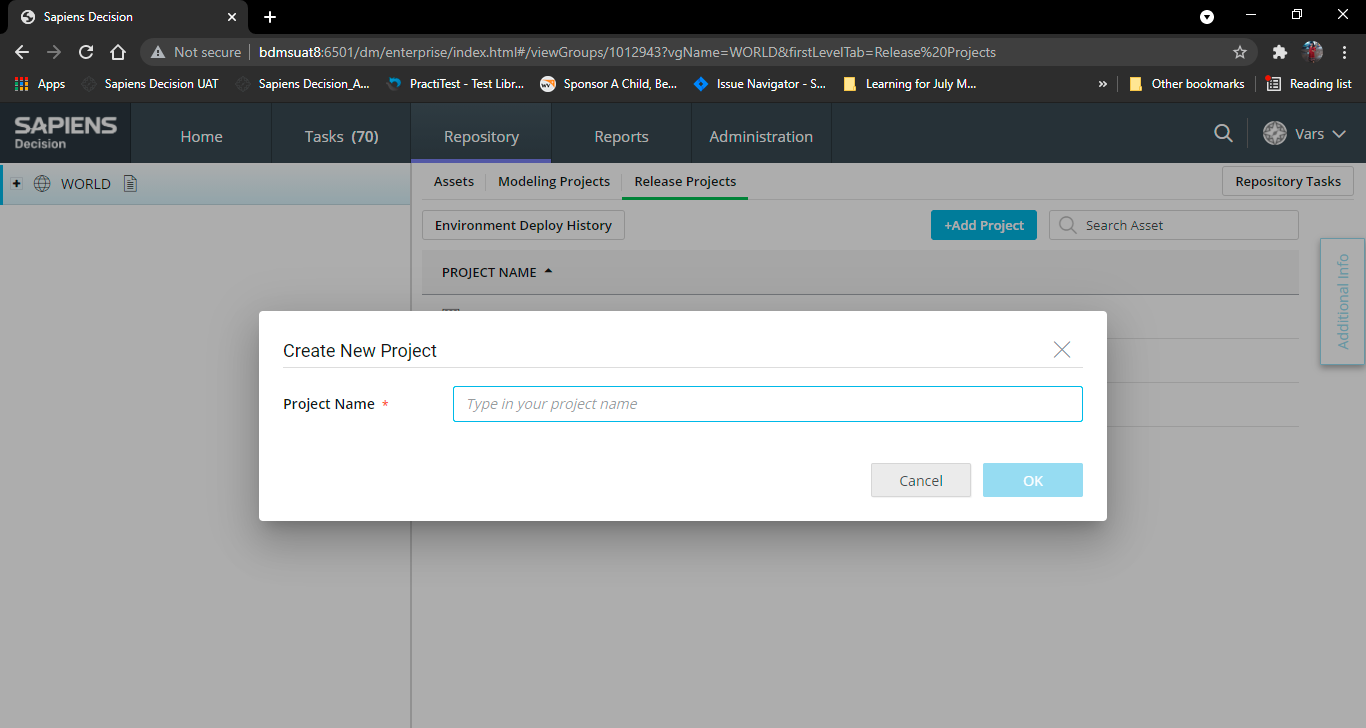 Sapiens Decision
Not secure bdmsuat8:6501/dm/enterprise/index.html#/viewGroups/1012943?vgName=WORLD&firstLevelTab=Release%20Projects
Apps Sapiens Decision UAT Sapiens Decision_A... PractiTest - Test Libr... Sponsor A Child, Be... Issue Navigator - S... Learning for July M... » Other bookmarks Reading list
SAPIENS
Decision
Home Tasks (70) Repository Reports Administration Vars
WORLD
Assets Modeling Projects Release Projects Repository Tasks
Environment Deploy History +Add Project Search Asset
PROJECT NAME
Additional Info
Create New Project
Project Name * Type in your project name
Cancel OK